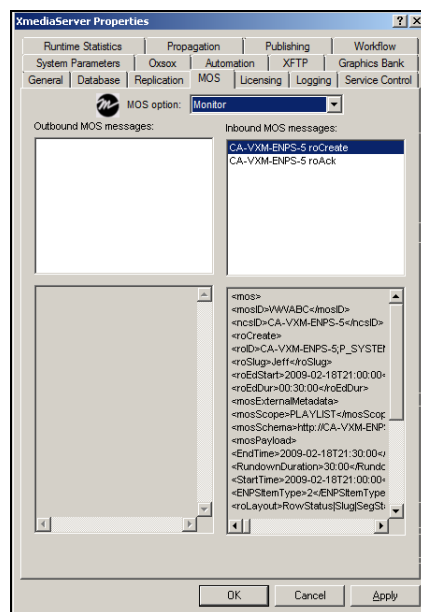 XmediaServer Properties
Runtime Statistics Propagation Publishing Workflow
System Parameters Oxsox Automation XFTP Graphics Bank
General Database Replication MOS Licensing Logging Service Control
MOS option: Monitor
Outbound MOS messages: Inbound MOS messages:
CA-VXM-ENPS-5 roCreate
CA-VXM-ENPS-5 roAck
<mos>
<mosID>VWVABC</mosID>
<ncsID>CA-VXM-ENPS-5</ncsID>
<roCreate>
<roID>CA-VXM-ENPS-5;P_SYSTEM
<roSlug>Jeff</roSlug>
<roEdStart>2009-02-18T21:00:00<
<roEdDur>00:30:00</roEdDur>
<mosExternalMetadata>
<mosScope>PLAYLIST</mosScop
<mosSchema>http://CA-VXM-ENP
<mosPayload>
<EndTime>2009-02-18T21:30:00</
<RundownDuration>30:00</Rundo
<StartTime>2009-02-18T21:00:00<
<ENPSItemType>2</ENPSItemType
<roLayout>RowStatus|Slug|SegSt
OK Cancel Apply